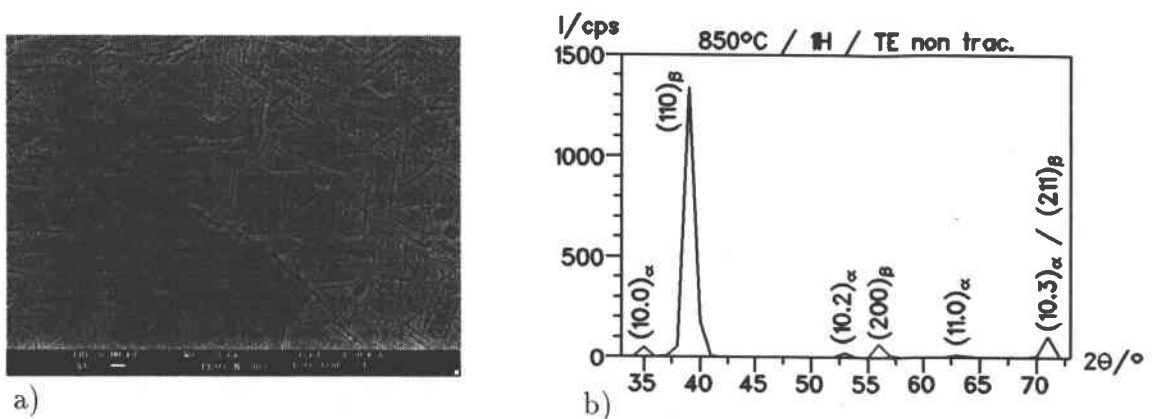 I/cps
850°C / 1H / TE non trac.
1500
1000
500
0
(10.0)α
(110)β
(10.2)α
(200)β
(11.0)α
(10.3)α / (211)β
35 40 45 50 55 60 65 70
2θ/°
a)
b)